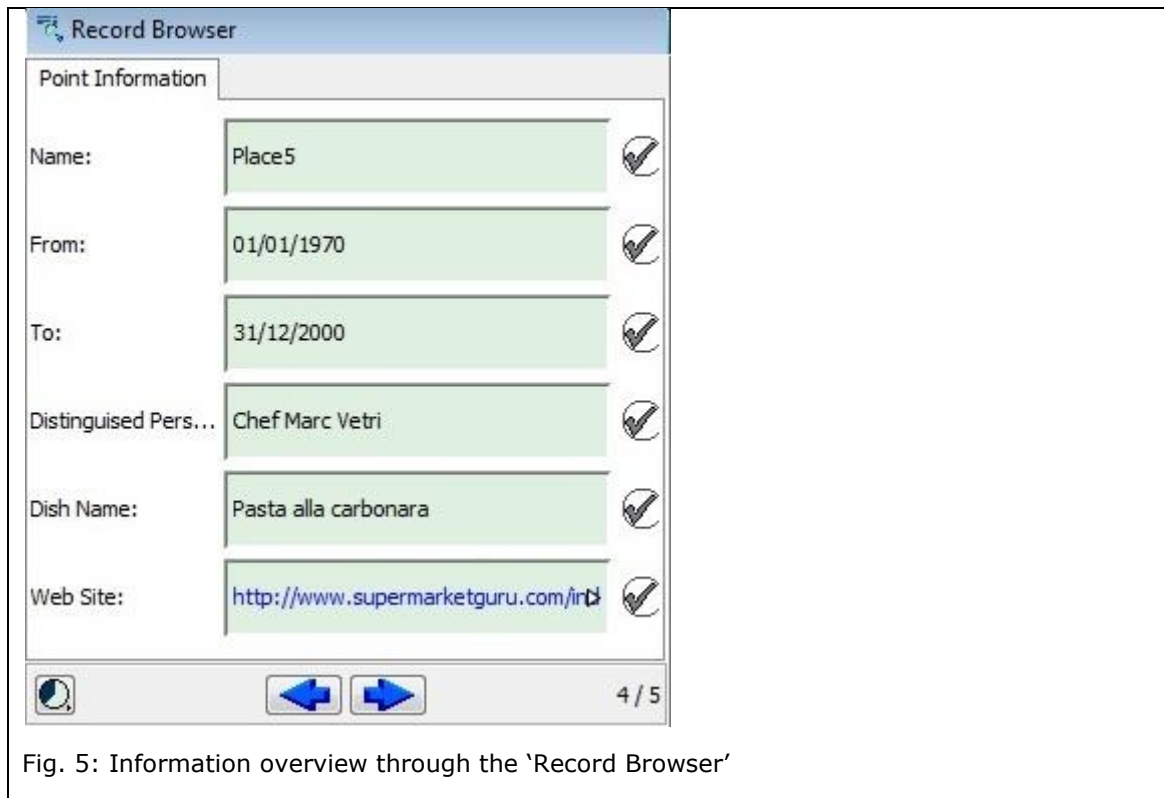 Record Browser
Point Information
Name: Place5
From: 01/01/1970
To: 31/12/2000
Distinguised Pers... Chef Marc Vetri
Dish Name: Pasta alla carbonara
Web Site: http://www.supermarketguru.com/ind
4 / 5
Fig. 5: Information overview through the ‘Record Browser’